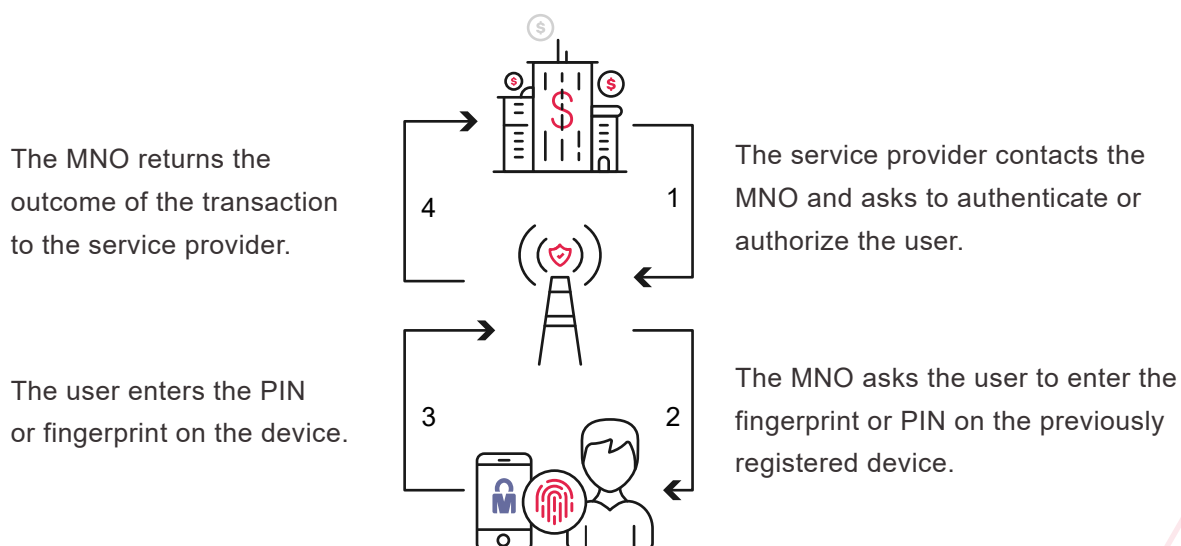 The MNO returns the
outcome of the transaction
to the service provider.
4
1
The service provider contacts the
MNO and asks to authenticate or
authorize the user.
The user enters the PIN
or fingerprint on the device.
3
2
The MNO asks the user to enter the
fingerprint or PIN on the previously
registered device.
$
$
$
$
M